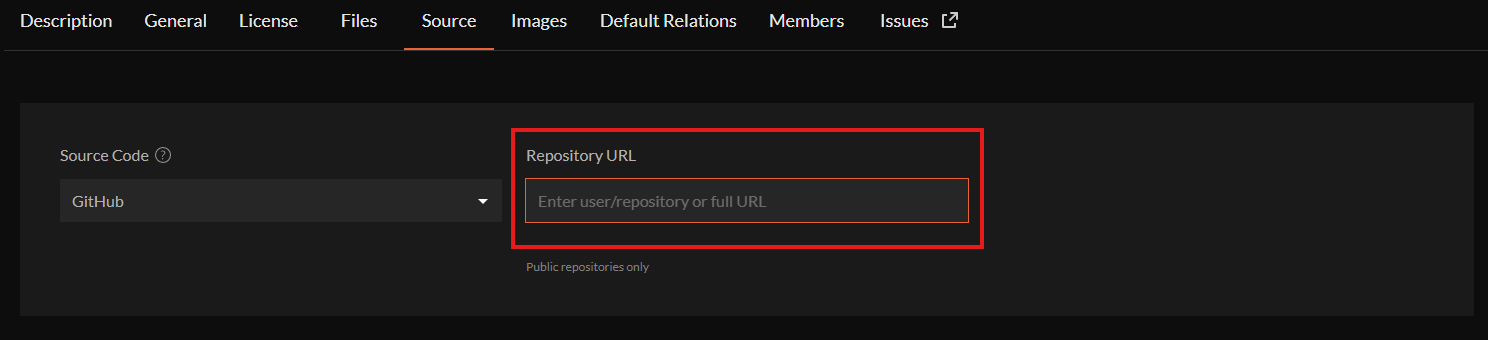 Description General License Files Source Images Default Relations Members Issues
Source Code ? Repository URL
GitHub Enter user/repository or full URL
Public repositories only